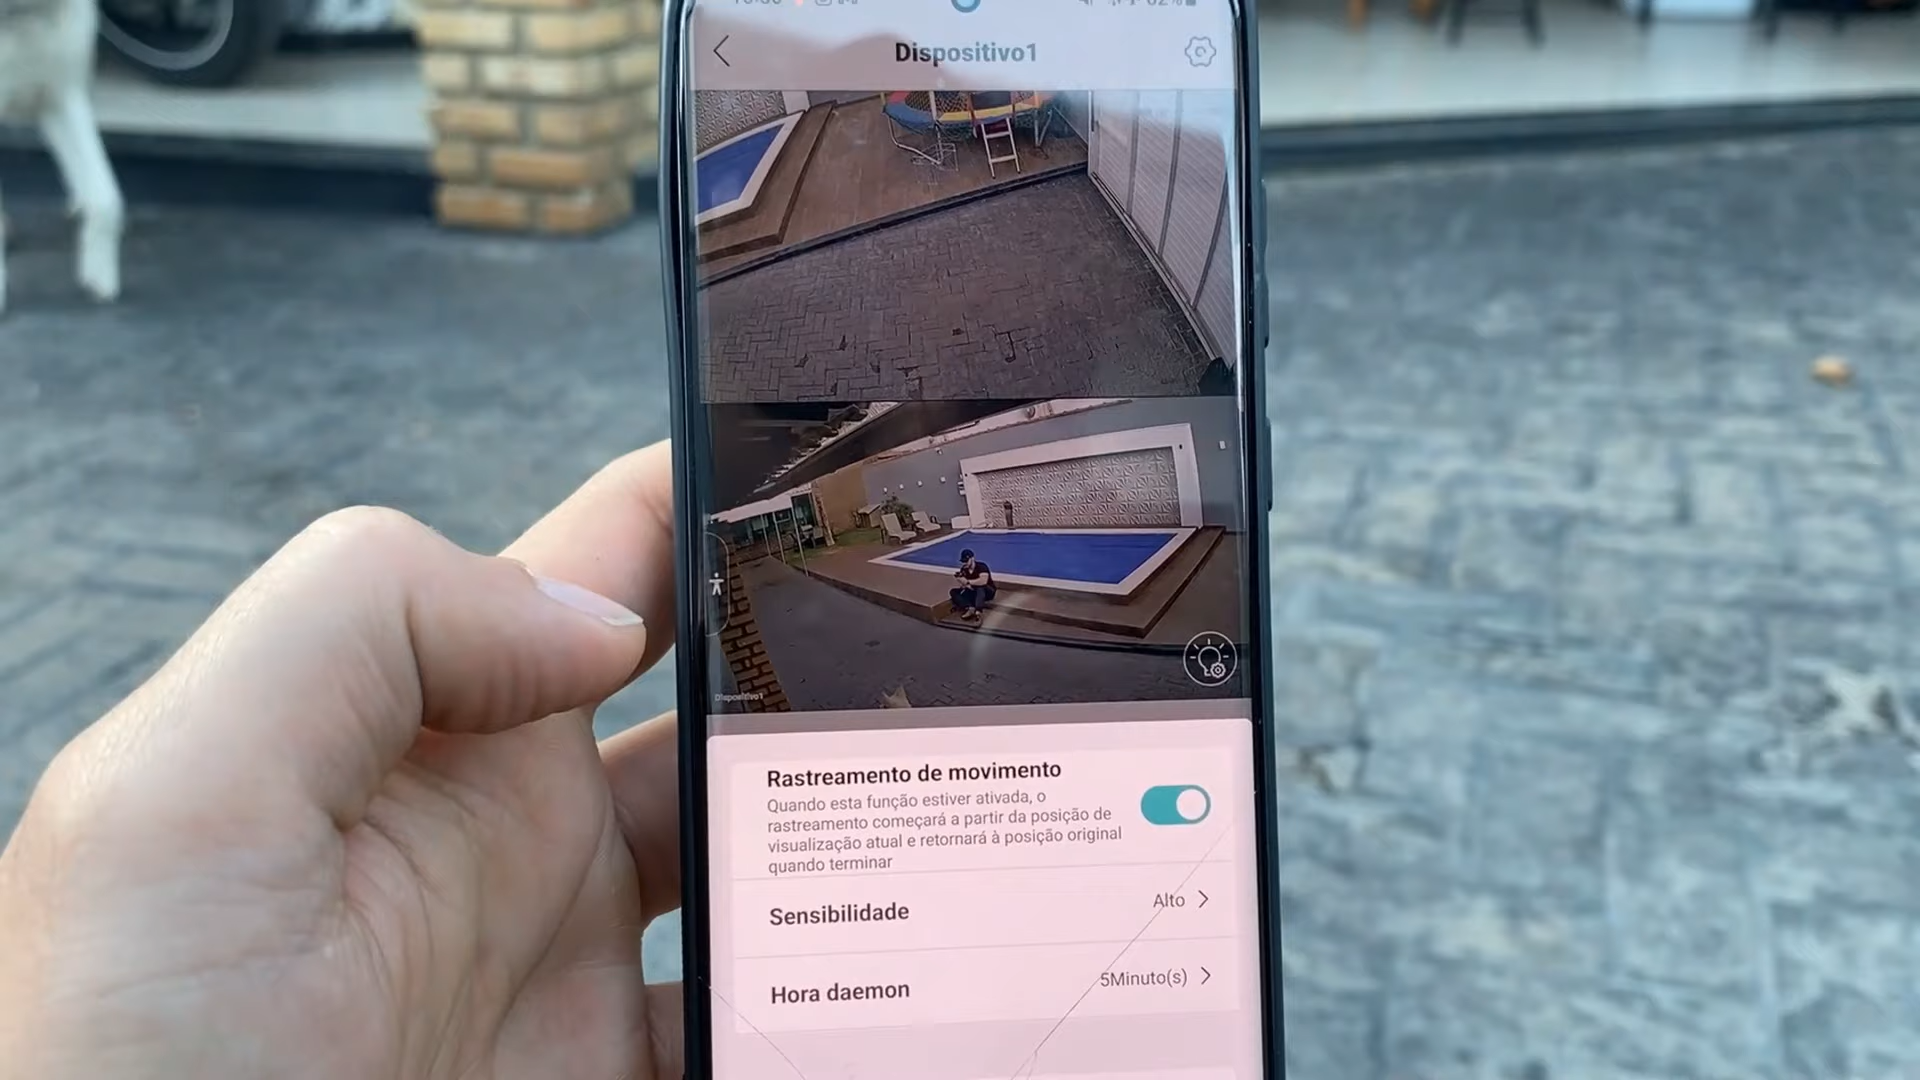 Dispositivo1
Dispositivo1
Rastreamento de movimento
Quando esta função estiver ativada, o
rastreamento começará a partir da posição de
visualização atual e retornará à posição original
quando terminar
Sensibilidade
Alto
Hora daemon
5Minuto(s)